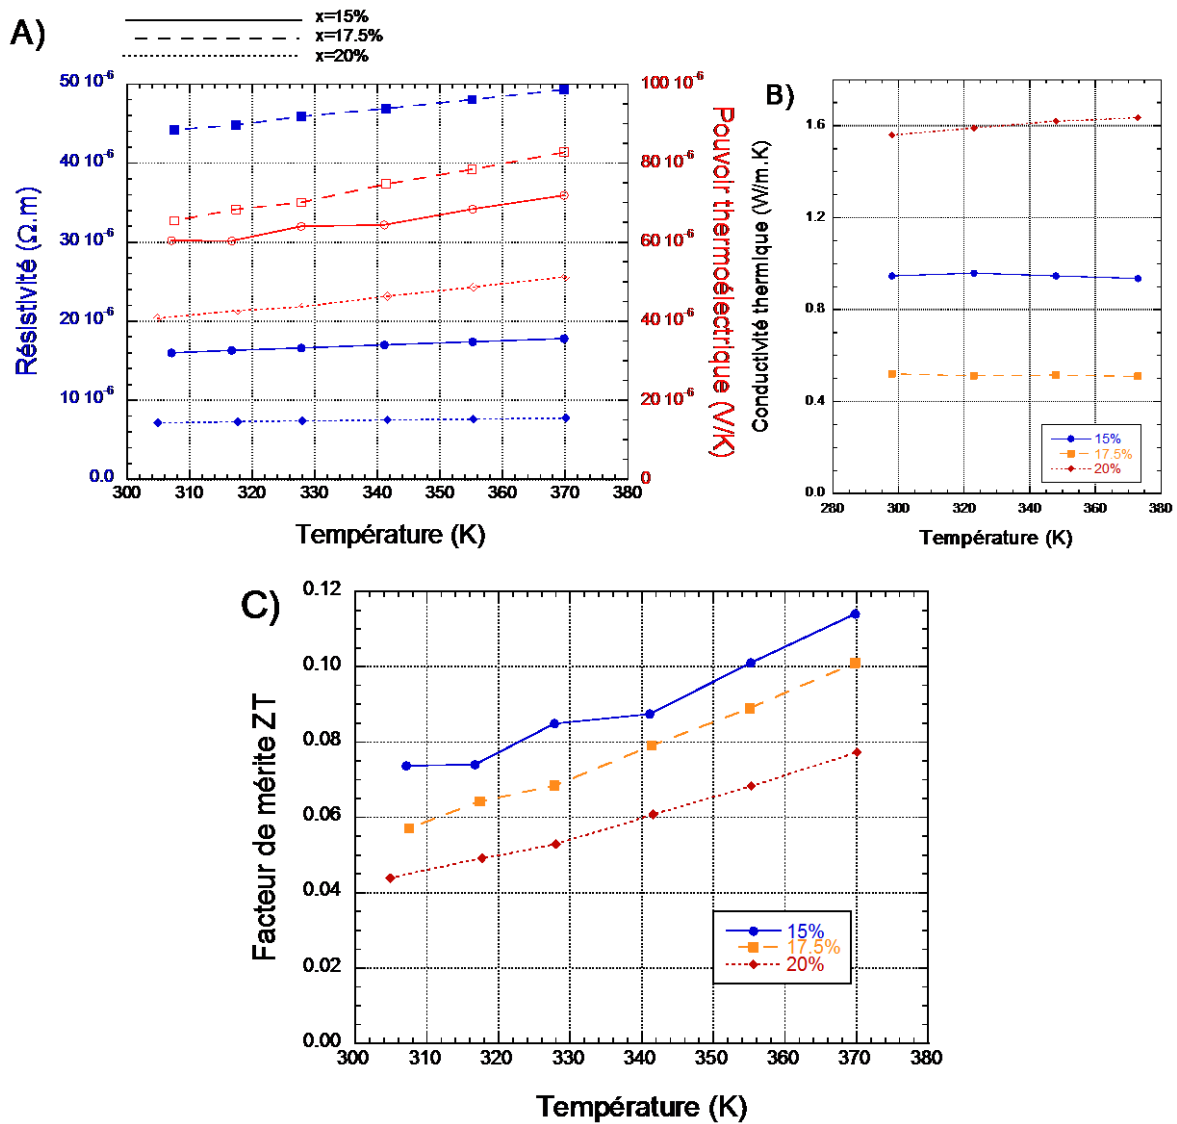 A)
x=15%
x=17.5%
x=20%
50 10-6
40 10-6
30 10-6
20 10-6
10 10-6
0.0
Résistivité (Ω.m)
100 10-6
80 10-6
60 10-6
40 10-6
20 10-6
0
Pouvoir thermoélectrique (V/K)
300 310 320 330 340 350 360 370 380
Température (K)
B)
1.6
1.2
0.8
0.4
0.0
Conductivité thermique (W/m.K)
15%
17.5%
20%
280 300 320 340 360 380
Température (K)
C)
0.12
0.10
0.08
0.06
0.04
0.02
0.00
Facteur de mérite ZT
15%
17.5%
20%
300 310 320 330 340 350 360 370 380
Température (K)